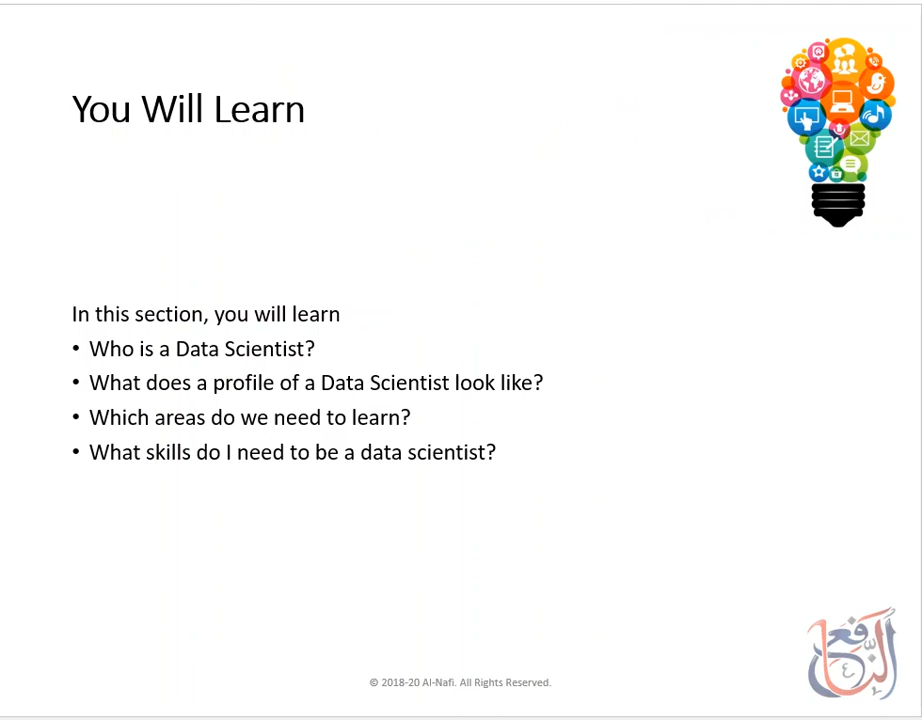 You Will Learn
In this section, you will learn
• Who is a Data Scientist?
• What does a profile of a Data Scientist look like?
• Which areas do we need to learn?
• What skills do I need to be a data scientist?
© 2018-20 Al-Nafi. All Rights Reserved.
النافع